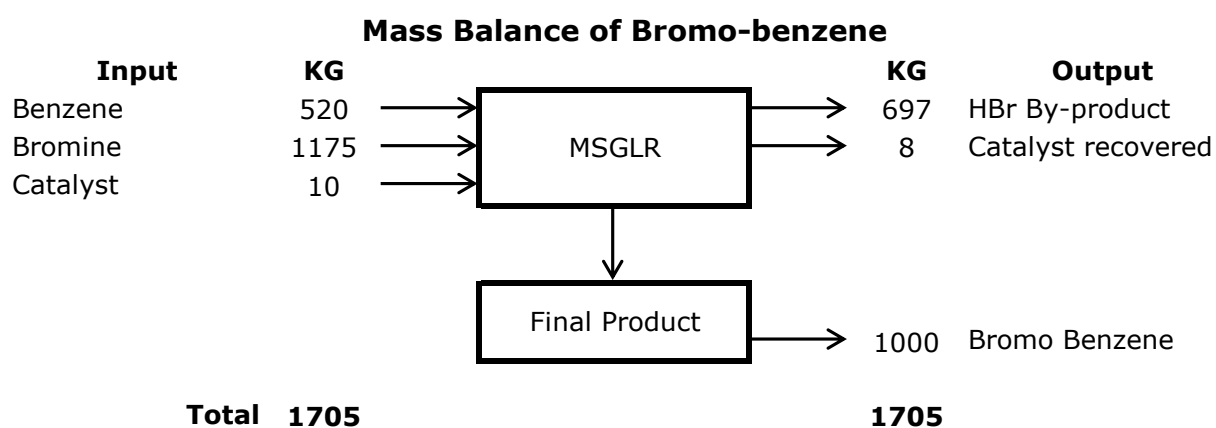 Mass Balance of Bromo-benzene
Input KG KG Output
Benzene 520 697 HBr By-product
Bromine 1175 MSGLR 8 Catalyst recovered
Catalyst 10
Final Product
1000 Bromo Benzene
Total 1705 1705